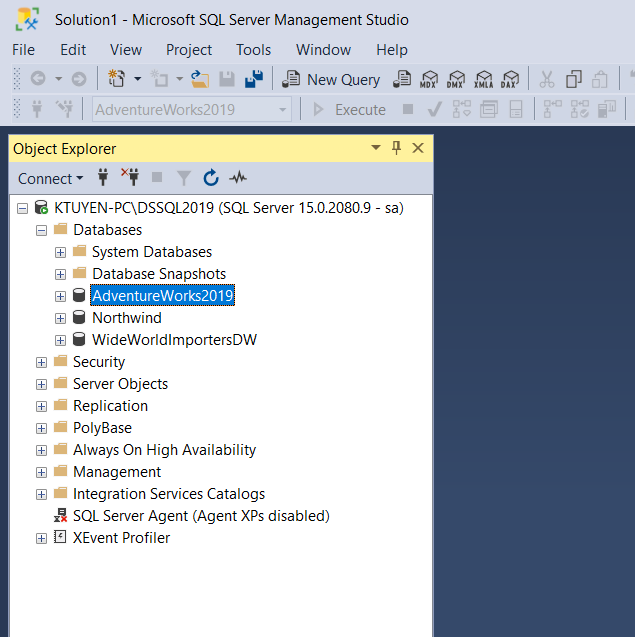 Solution1 - Microsoft SQL Server Management Studio
File Edit View Project Tools Window Help
New Query MDX DMX XMLA DAX
AdventureWorks2019 Execute
Object Explorer
Connect
KTUYEN-PC\DSSQL2019 (SQL Server 15.0.2080.9 - sa)
Databases
System Databases
Database Snapshots
AdventureWorks2019
Northwind
WideWorldImportersDW
Security
Server Objects
Replication
PolyBase
Always On High Availability
Management
Integration Services Catalogs
SQL Server Agent (Agent XPs disabled)
XEvent Profiler